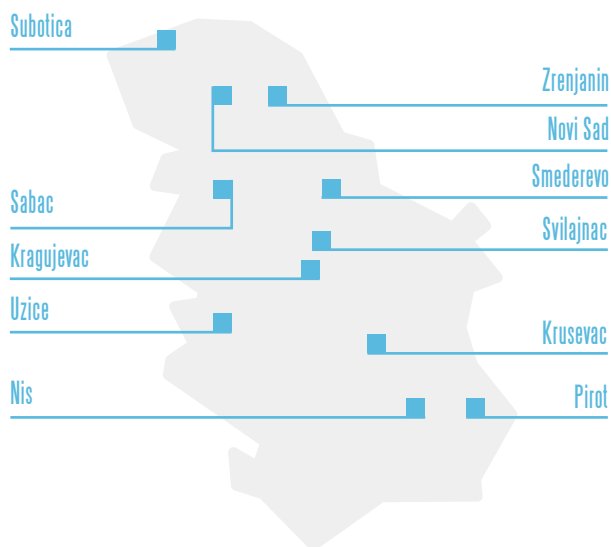 Subotica
Zrenjanin
Novi Sad
Smederevo
Sabac
Svilajnac
Kragujevac
Uzice
Krusevac
Nis
Pirot